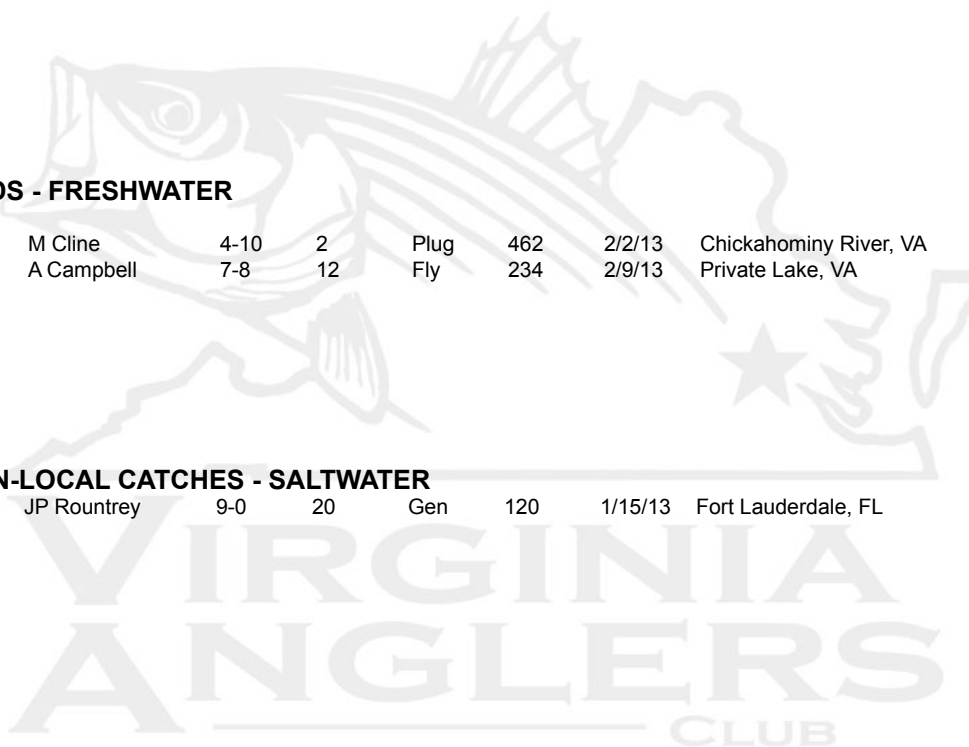 DS - FRESHWATER
M Cline 4-10 2 Plug 462 2/2/13 Chickahominy River, VA
A Campbell 7-8 12 Fly 234 2/9/13 Private Lake, VA
N-LOCAL CATCHES - SALTWATER
JP Rountrey 9-0 20 Gen 120 1/15/13 Fort Lauderdale, FL
VIRGINIA
ANGLERS
CLUB